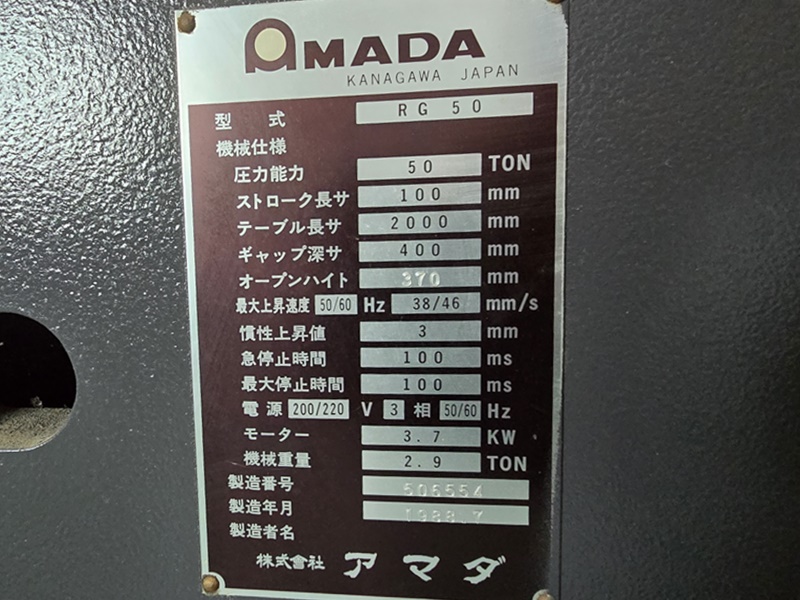 AMADA
KANAGAWA JAPAN
型式 RG 50
機械仕様
圧力能力 50 TON
ストローク長サ 100 mm
テーブル長サ 2000 mm
ギャップ深サ 400 mm
オープンハイト 370 mm
最大上昇速度 50/60 Hz 38/46 mm/s
慣性上昇値 3 mm
急停止時間 100 ms
最大停止時間 100 ms
電源 200/220 V 3 相 50/60 Hz
モーター 3.7 KW
機械重量 2.9 TON
製造番号 506554
製造年月 1988.7
製造者名
株式會社 アマダ